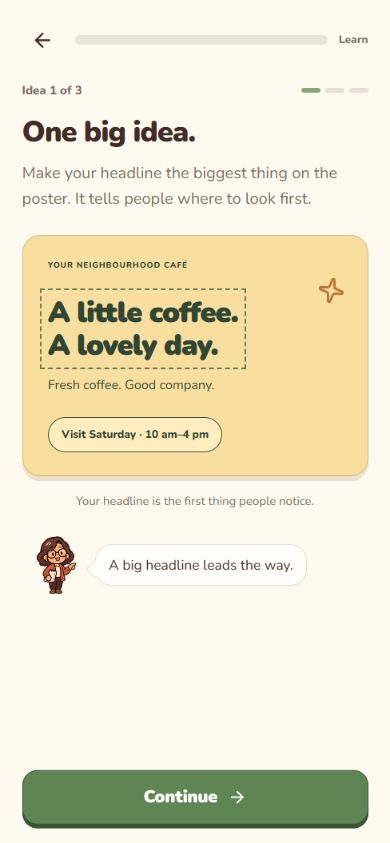 Learn
Idea 1 of 3
One big idea.
Make your headline the biggest thing on the
poster. It tells people where to look first.
YOUR NEIGHBOURHOOD CAFÉ
A little coffee.
A lovely day.
Fresh coffee. Good company.
Visit Saturday · 10 am–4 pm
Your headline is the first thing people notice.
A big headline leads the way.
Continue